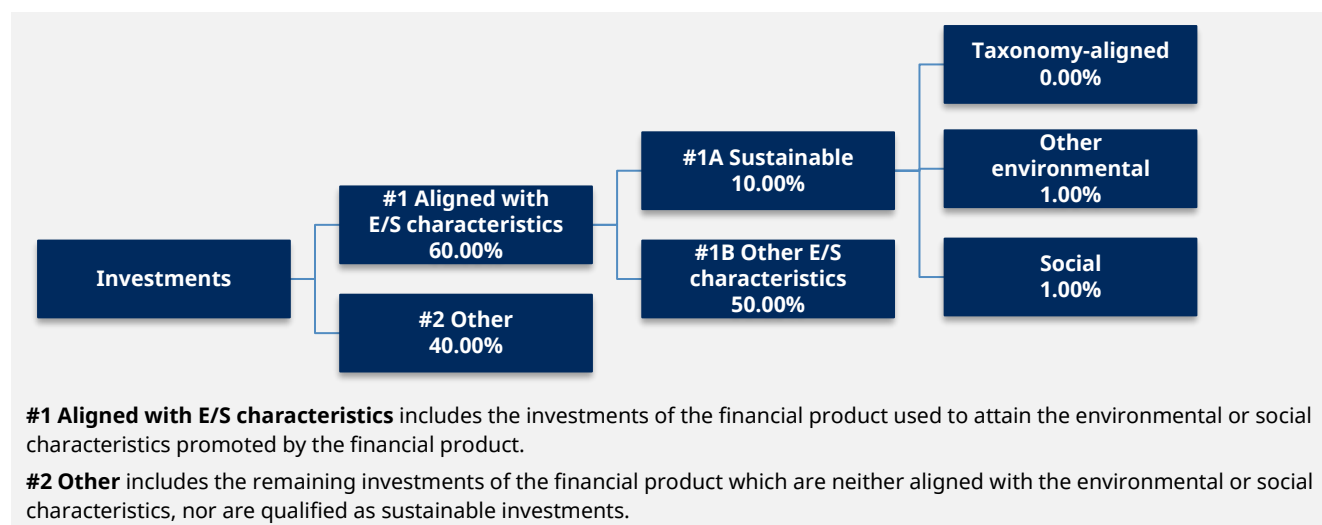 Investments
#1 Aligned with
E/S characteristics
60.00%
#2 Other
40.00%
#1A Sustainable
10.00%
#1B Other E/S
characteristics
50.00%
Taxonomy-aligned
0.00%
Other
environmental
1.00%
Social
1.00%
#1 Aligned with E/S characteristics includes the investments of the financial product used to attain the environmental or social
characteristics promoted by the financial product.
#2 Other includes the remaining investments of the financial product which are neither aligned with the environmental or social
characteristics, nor are qualified as sustainable investments.